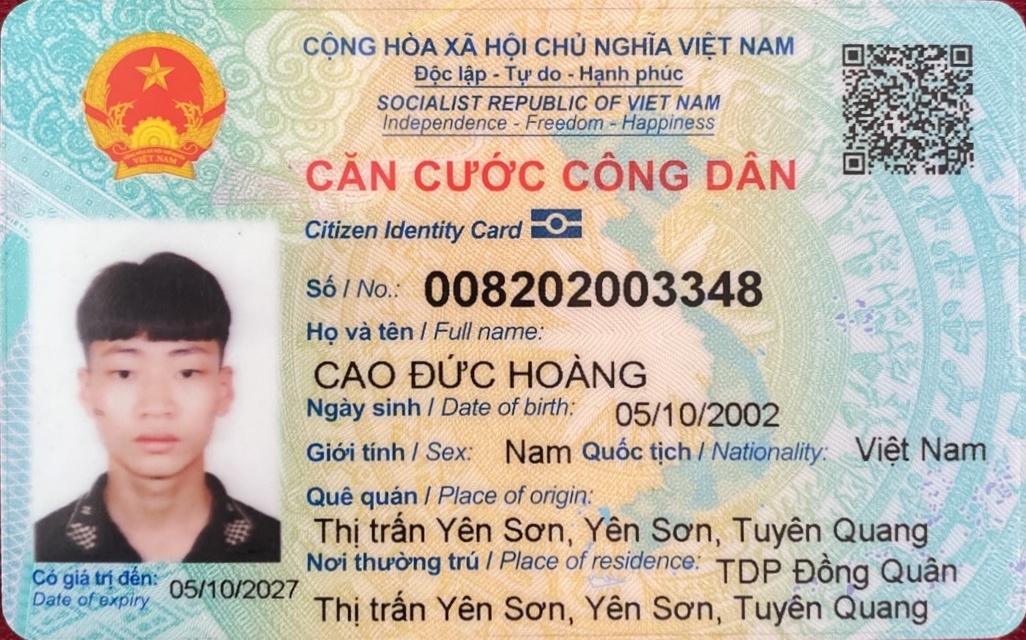 CỘNG HÒA XÃ HỘI CHỦ NGHĨA VIỆT NAM
Độc lập - Tự do - Hạnh phúc
SOCIALIST REPUBLIC OF VIET NAM
Independence - Freedom - Happiness
VIỆT NAM
CĂN CƯỚC CÔNG DÂN
Citizen Identity Card
Số / No.: 008202003348
Họ và tên / Full name:
CAO ĐỨC HOÀNG
Ngày sinh / Date of birth: 05/10/2002
Giới tính / Sex: Nam Quốc tịch / Nationality: Việt Nam
Quê quán / Place of origin:
Thị trấn Yên Sơn, Yên Sơn, Tuyên Quang
Nơi thường trú / Place of residence: TDP Đồng Quân
Thị trấn Yên Sơn, Yên Sơn, Tuyên Quang
Có giá trị đến: 05/10/2027
Date of expiry